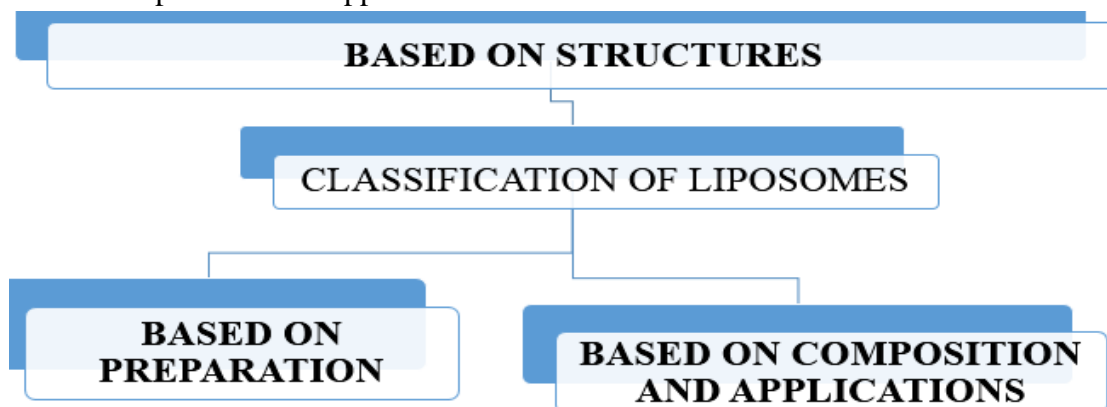 BASED ON STRUCTURES
CLASSIFICATION OF LIPOSOMES
BASED ON
PREPARATION
BASED ON COMPOSITION
AND APPLICATIONS